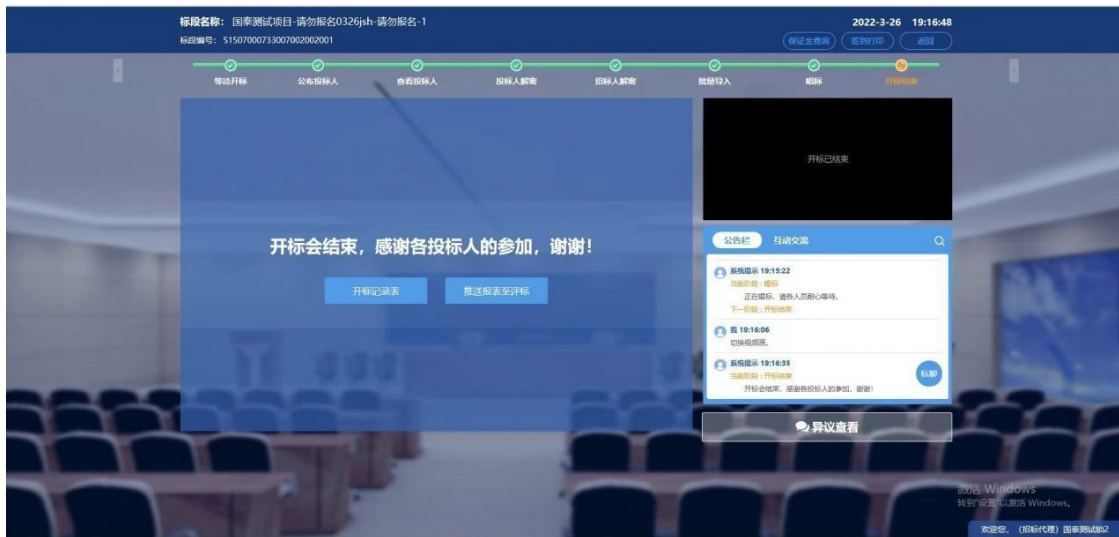 标段名称： 国泰测试项目-请勿报名0326jsh-请勿报名-1
2022-3-26 19:16:48
标段编号： S1507000733007002002001
保证金查询 签到打印 返回
等待开标 公布投标人 查看投标人 投标人解密 招标人解密 批量导入 唱标 开标结束
开标已结束
开标会结束，感谢各投标人的参加，谢谢！
开标记录表 推送报表至评标
公告栏 互动交流
系统提示 19:15:22
当前阶段：唱标
正在唱标，请各人员耐心等待。
下一阶段：开标结束
我 19:16:06
切换视频源。
系统提示 19:16:35
当前阶段：开标结束
开标会结束，感谢各投标人的参加，谢谢！
私聊
异议查看
激活 Windows
转到"设置"以激活 Windows。
欢迎您，（招标代理）国泰测试2